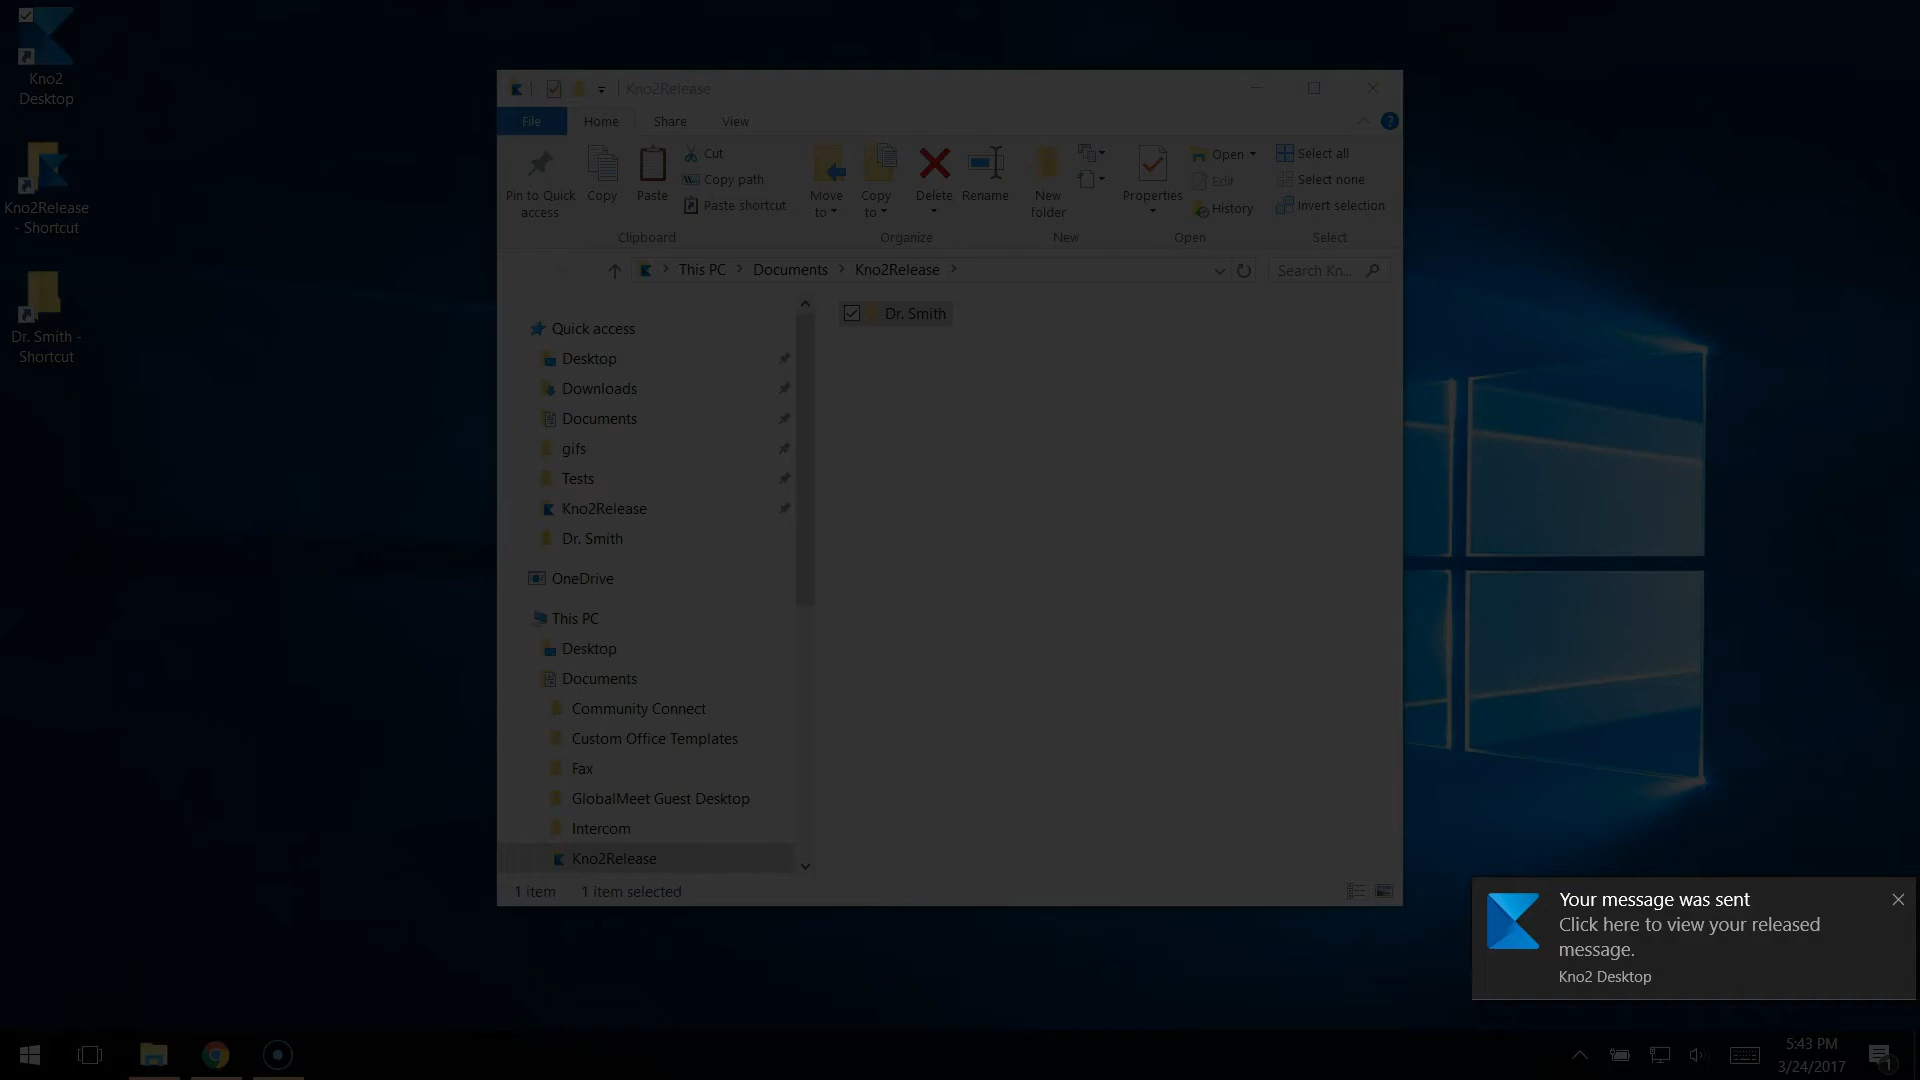 Kno2
Desktop
Kno2Release
- Shortcut
Dr. Smith -
Shortcut
Kno2Release
File Home Share View
?
Pin to Quick
access
Copy
Paste
Cut
Copy path
Paste shortcut
Clipboard
Move
to
Copy
to
Delete
Rename
Organize
New
folder
New
Properties
Open
Edit
History
Open
Select all
Select none
Invert selection
Select
This PC Documents Kno2Release
Search Kn...
Quick access
Desktop
Downloads
Documents
gifs
Tests
Kno2Release
Dr. Smith
OneDrive
This PC
Desktop
Documents
Community Connect
Custom Office Templates
Fax
GlobalMeet Guest Desktop
Intercom
Kno2Release
Dr. Smith
1 item 1 item selected
Your message was sent
Click here to view your released
message.
Kno2 Desktop
5:43 PM
3/24/2017
1